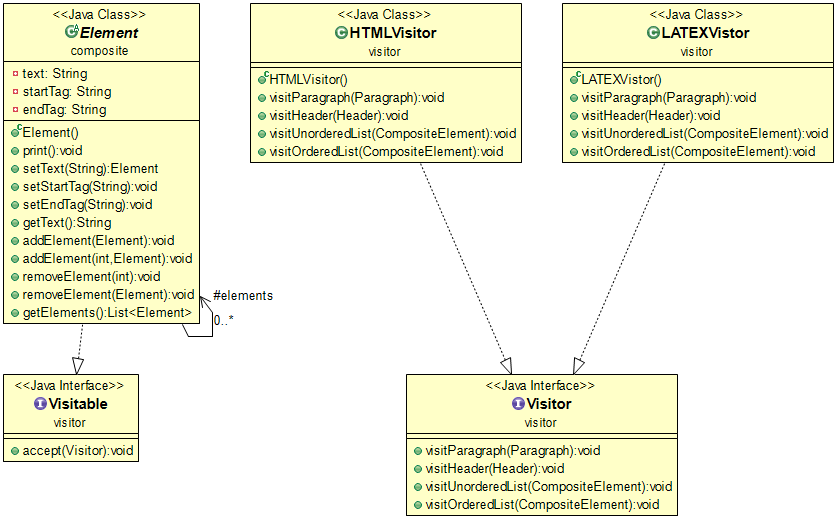 <<Java Class>>
Element
composite
text: String
startTag: String
endTag: String
Element()
print():void
setText(String):Element
setStartTag(String):void
setEndTag(String):void
getText():String
addElement(Element):void
addElement(int,Element):void
removeElement(int):void
removeElement(Element):void
getElements():List<Element>
#elements
0..*
<<Java Class>>
HTMLVisitor
visitor
HTMLVisitor()
visitParagraph(Paragraph):void
visitHeader(Header):void
visitUnorderedList(CompositeElement):void
visitOrderedList(CompositeElement):void
<<Java Class>>
LATEXVistor
visitor
LATEXVistor()
visitParagraph(Paragraph):void
visitHeader(Header):void
visitUnorderedList(CompositeElement):void
visitOrderedList(CompositeElement):void
<<Java Interface>>
Visitable
visitor
accept(Visitor):void
<<Java Interface>>
Visitor
visitor
visitParagraph(Paragraph):void
visitHeader(Header):void
visitUnorderedList(CompositeElement):void
visitOrderedList(CompositeElement):void